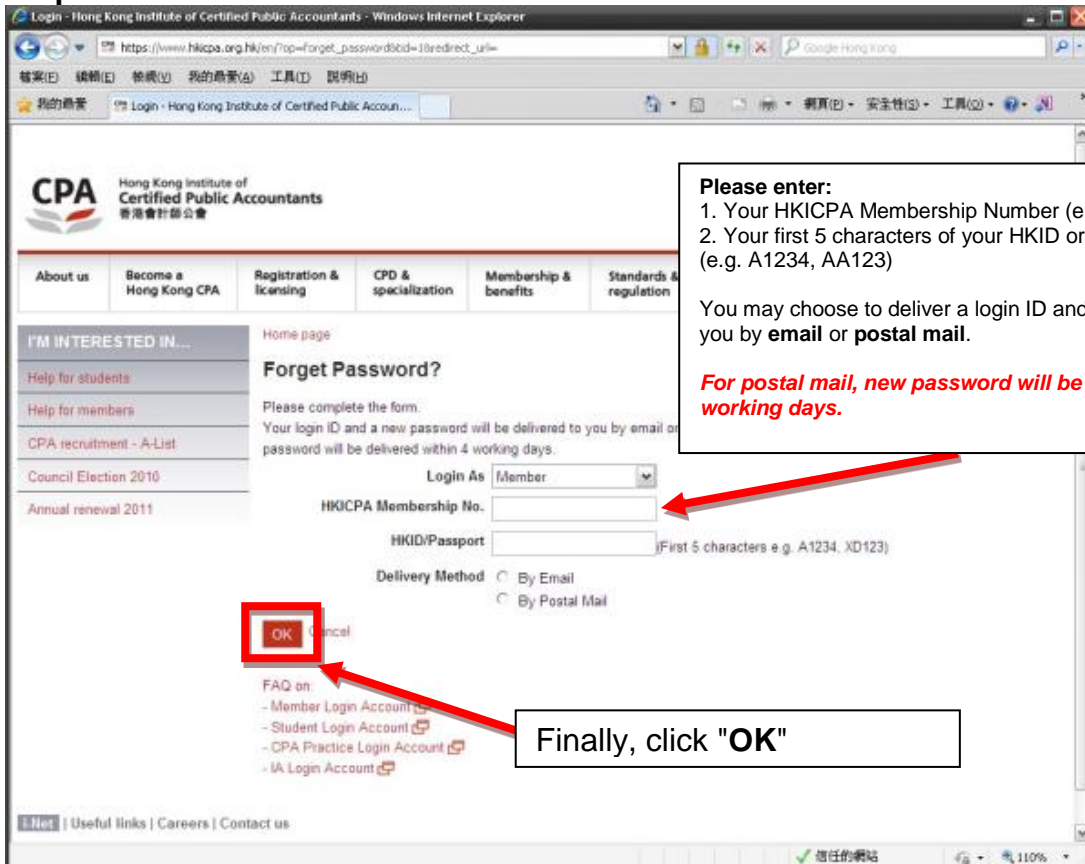 Login - Hong Kong Institute of Certified Public Accountants - Windows Internet Explorer
https://www.hkicpa.org.hk/en/?op=forget_password&tid=1&redirect_url=
Google Hong Kong
檔案(F) 編輯(E) 檢視(V) 我的最愛(A) 工具(T) 說明(H)
我的最愛 Login - Hong Kong Institute of Certified Public Accoun... 網頁(P) 安全性(S) 工具(O)
CPA Hong Kong Institute of
Certified Public Accountants
香港會計師公會
Please enter:
1. Your HKICPA Membership Number (e
2. Your first 5 characters of your HKID or
(e.g. A1234, AA123)
You may choose to deliver a login ID and
you by email or postal mail.
For postal mail, new password will be
working days.
About us Become a Hong Kong CPA Registration & licensing CPD & specialization Membership & benefits Standards & regulation
I'M INTERESTED IN...
Help for students
Help for members
CPA recruitment - A-List
Council Election 2010
Annual renewal 2011
Home page
Forget Password?
Please complete the form.
Your login ID and a new password will be delivered to you by email or
password will be delivered within 4 working days.
Login As Member
HKICPA Membership No.
HKID/Passport (First 5 characters e.g. A1234, XD123)
Delivery Method By Email
By Postal Mail
OK Cancel
FAQ on:
- Member Login Account
- Student Login Account
- CPA Practice Login Account
- IA Login Account
Finally, click "OK"
i-Net | Useful links | Careers | Contact us
信任的網站 110%